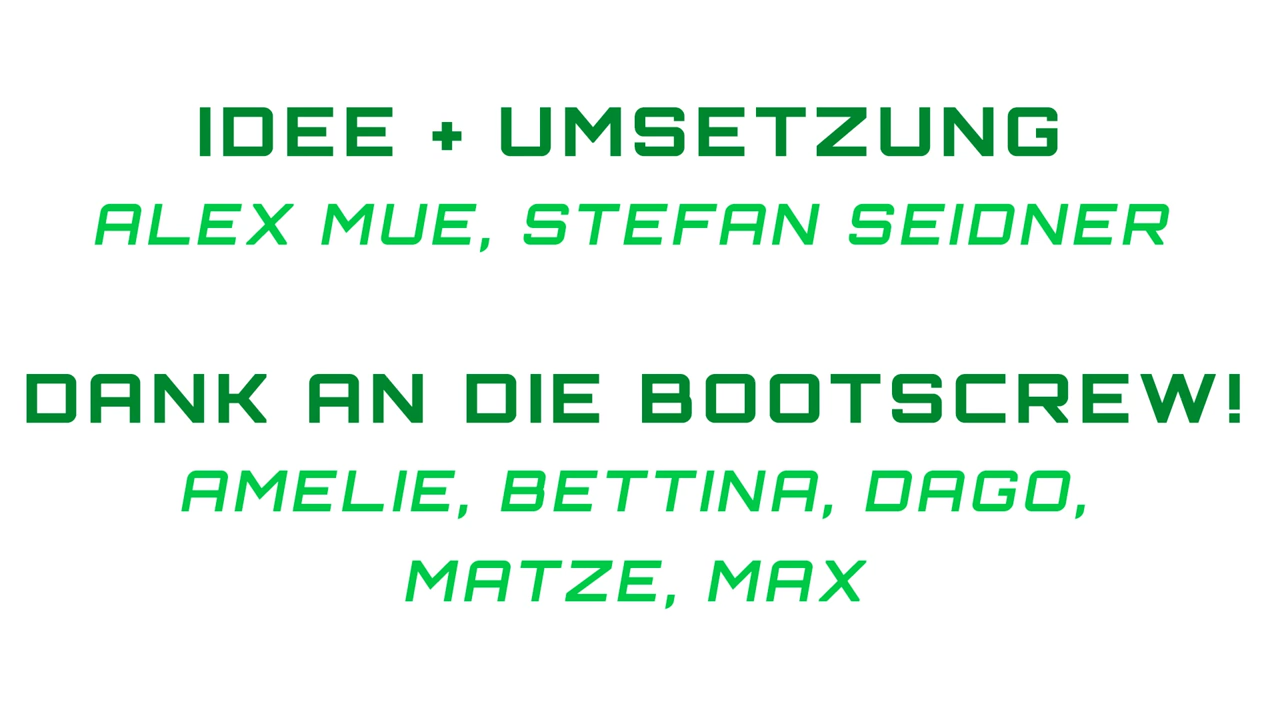 IDEE + UMSETZUNG
ALEX MUE, STEFAN SEIDNER
DANK AN DIE BOOTSCREW!
AMELIE, BETTINA, DAGO,
MATZE, MAX